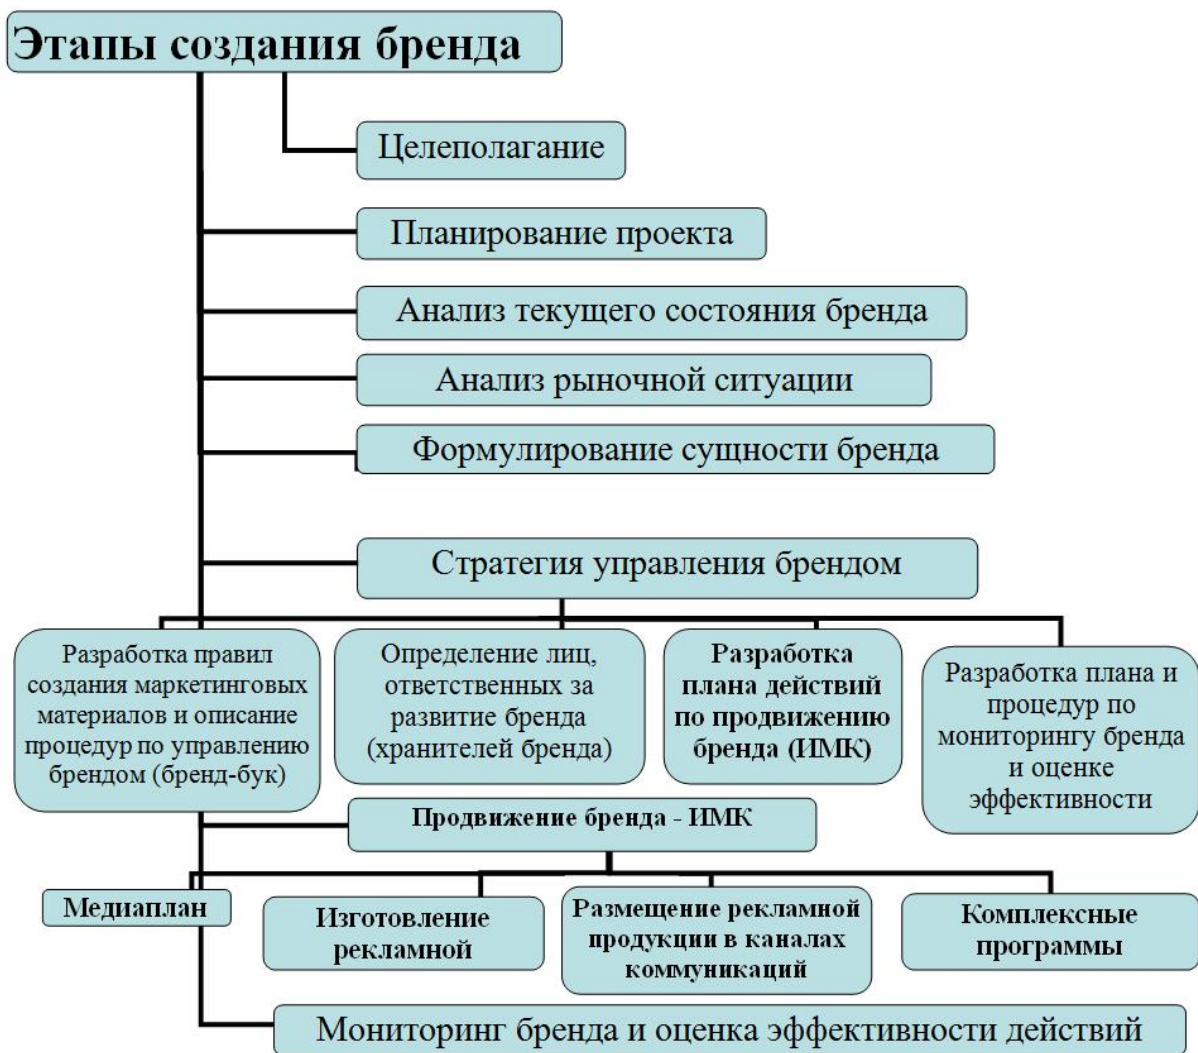 Этапы создания бренда
Целеполагание
Планирование проекта
Анализ текущего состояния бренда
Анализ рыночной ситуации
Формулирование сущности бренда
Стратегия управления брендом
Разработка правил
создания маркетинговых
материалов и описание
процедур по управлению
брендом (бренд-бук)
Определение лиц,
ответственных за
развитие бренда
(хранителей бренда)
Разработка
плана действий
по продвижению
бренда (ИМК)
Разработка плана и
процедур по
мониторингу бренда
и оценке
эффективности
Продвижение бренда - ИМК
Медиаплан
Изготовление
рекламной
Размещение рекламной
продукции в каналах
коммуникаций
Комплексные
программы
Мониторинг бренда и оценка эффективности действий